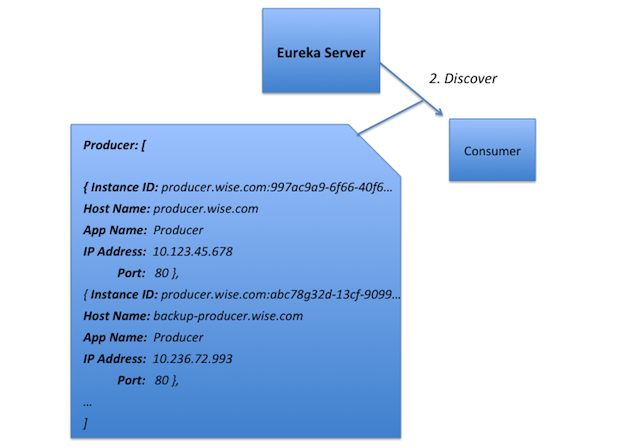 Eureka Server
2. Discover
Consumer
Producer: [
{ Instance ID: producer.wise.com:997ac9a9-6f66-40f6…
Host Name: producer.wise.com
App Name: Producer
IP Address: 10.123.45.678
Port: 80 },
{ Instance ID: producer.wise.com:abc78g32d-13cf-9099…
Host Name: backup-producer.wise.com
App Name: Producer
IP Address: 10.236.72.993
Port: 80 },
…
]